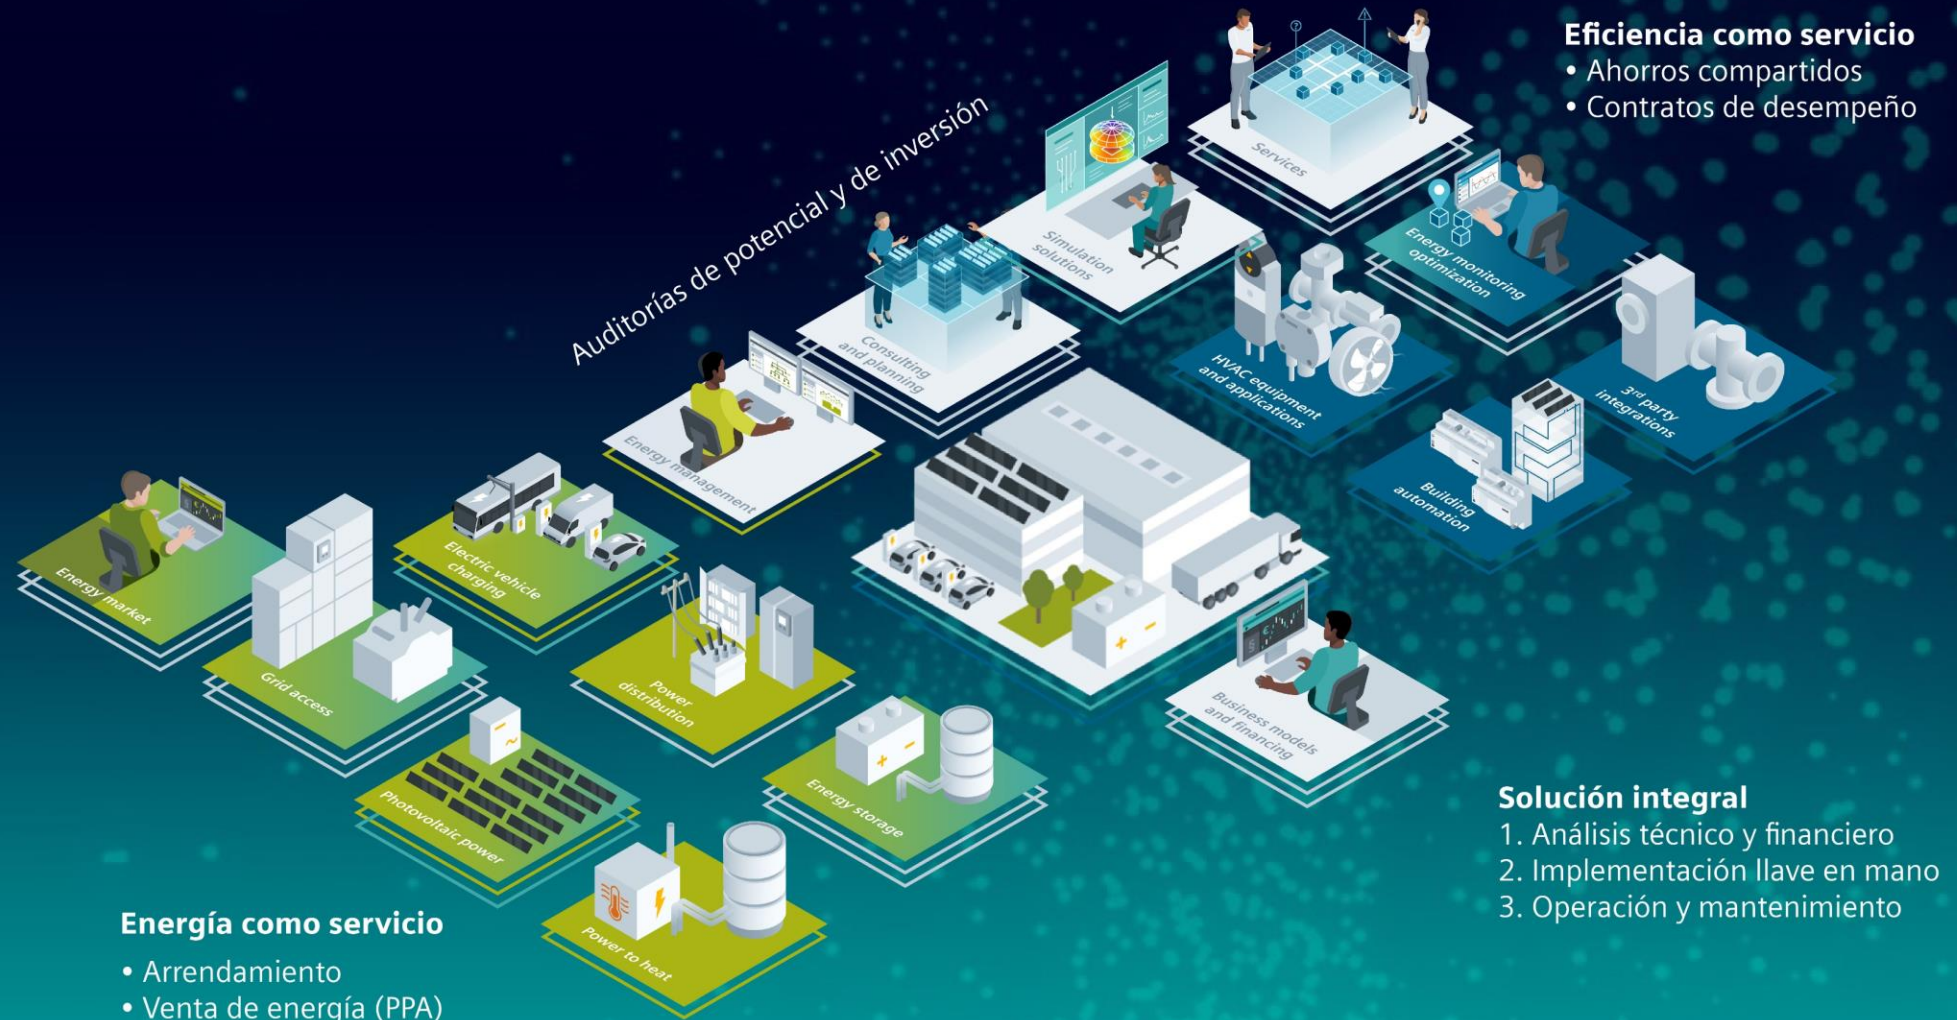 Eficiencia como servicio
• Ahorros compartidos
• Contratos de desempeño
Auditorías de potencial y de inversión
Services
Simulation
solutions
Energy monitoring
optimization
Consulting
and planning
HVAC equipment
and applications
3rd party
integrations
Energy management
Building
automation
Energy market
Electric vehicle
charging
Grid access
Power
distribution
Business models
and financing
Photovoltaic power
Energy storage
Power to heat
Solución integral
1. Análisis técnico y financiero
2. Implementación llave en mano
3. Operación y mantenimiento
Energía como servicio
• Arrendamiento
• Venta de energía (PPA)